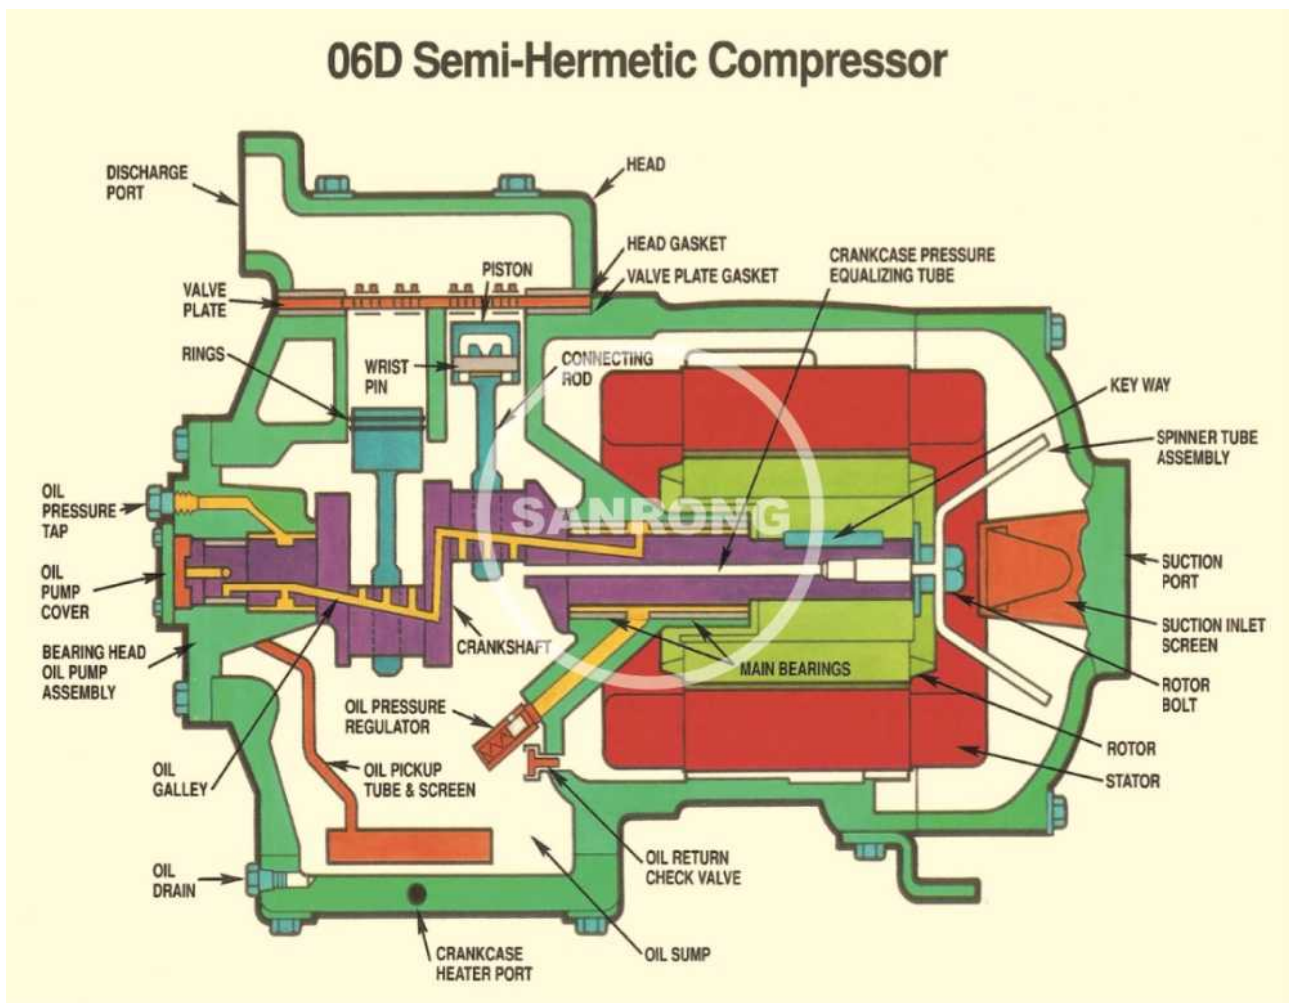 06D Semi-Hermetic Compressor
DISCHARGE
PORT
HEAD
HEAD GASKET
VALVE PLATE GASKET
CRANKCASE PRESSURE
EQUALIZING TUBE
PISTON
VALVE
PLATE
RINGS
WRIST
PIN
CONNECTING
ROD
KEY WAY
SPINNER TUBE
ASSEMBLY
OIL
PRESSURE
TAP
SANRONG
OIL
PUMP
COVER
SUCTION
PORT
SUCTION INLET
SCREEN
CRANKSHAFT
MAIN BEARINGS
BEARING HEAD
OIL PUMP
ASSEMBLY
ROTOR
BOLT
OIL PRESSURE
REGULATOR
ROTOR
STATOR
OIL
GALLEY
OIL PICKUP
TUBE & SCREEN
OIL
DRAIN
OIL RETURN
CHECK VALVE
CRANKCASE
HEATER PORT
OIL SUMP